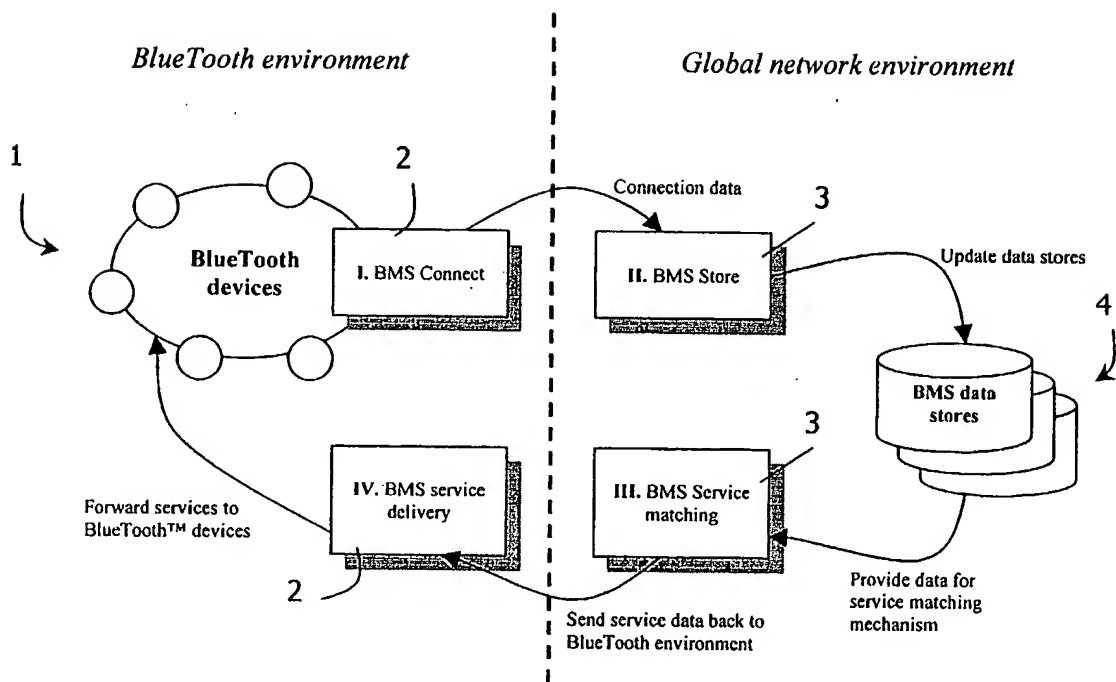 BlueTooth environment
Global network environment
1
2
Connection data
3
BlueTooth
devices
I. BMS Connect
II. BMS Store
Update data stores
4
BMS data
stores
3
IV. BMS service
delivery
III. BMS Service
matching
Forward services to
BlueTooth™ devices
2
Send service data back to
BlueTooth environment
Provide data for
service matching
mechanism